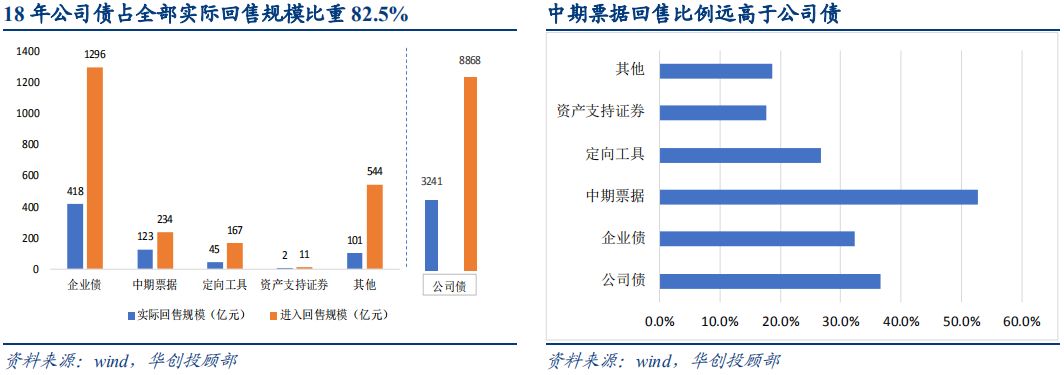 18 年公司债占全部实际回售规模比重 82.5%
1400
1200
1000
800
600
400
200
0
418
1296
123
234
45
167
2
11
101
544
3241
8868
企业债
中期票据
定向工具
资产支持证券
其他
公司债
实际回售规模（亿元）
进入回售规模（亿元）
资料来源：wind，华创投顾部
中期票据回售比例远高于公司债
其他
资产支持证券
定向工具
中期票据
企业债
公司债
0.0%
10.0%
20.0%
30.0%
40.0%
50.0%
60.0%
资料来源：wind，华创投顾部